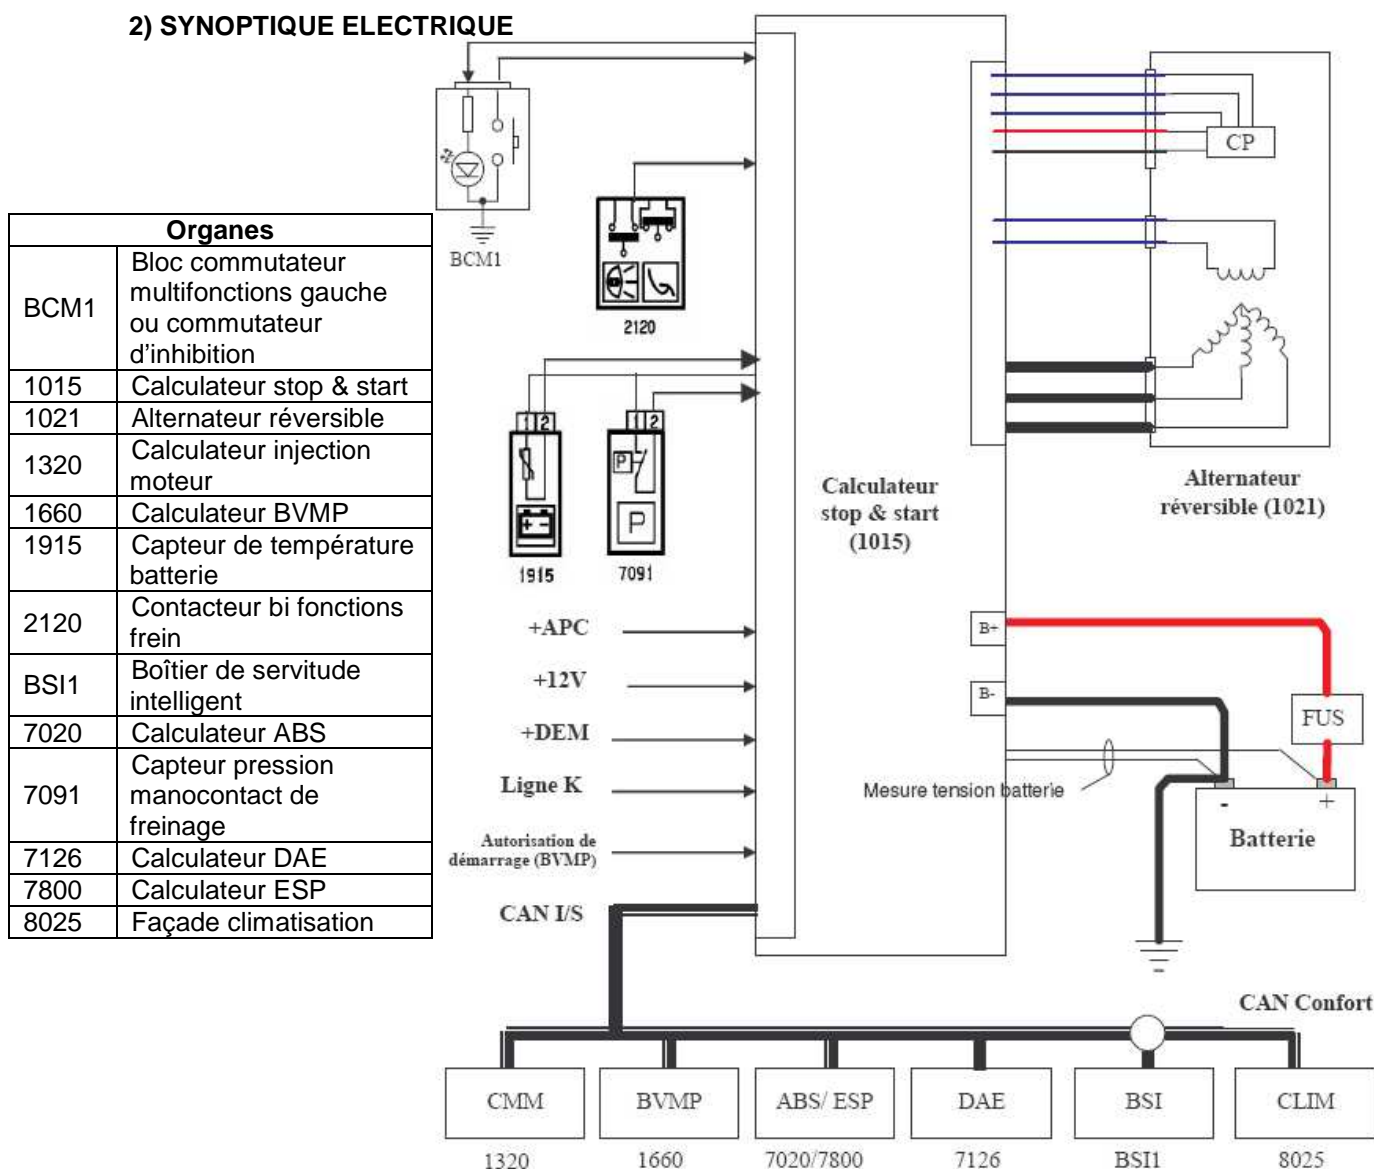 2) SYNOPTIQUE ELECTRIQUE
Organes
BCM1 Bloc commutateur
multifonctions gauche
ou commutateur
d'inhibition
1015 Calculateur stop & start
1021 Alternateur réversible
1320 Calculateur injection
moteur
1660 Calculateur BVMP
1915 Capteur de température
batterie
2120 Contacteur bi fonctions
frein
BSI1 Boîtier de servitude
intelligent
7020 Calculateur ABS
7091 Capteur pression
manocontact de
freinage
7126 Calculateur DAE
7800 Calculateur ESP
8025 Façade climatisation
BCM1
2120
1 2
1 2
P
P
+ -
1915
7091
+APC
+12V
+DEM
Ligne K
Autorisation de
démarrage (BVMP)
CAN I/S
Calculateur
stop & start
(1015)
CP
Alternateur
réversible (1021)
B+
B-
FUS
Mesure tension batterie
- +
Batterie
CAN Confort
CMM
BVMP
ABS/ ESP
DAE
BSI
CLIM
1320
1660
7020/7800
7126
BSI1
8025